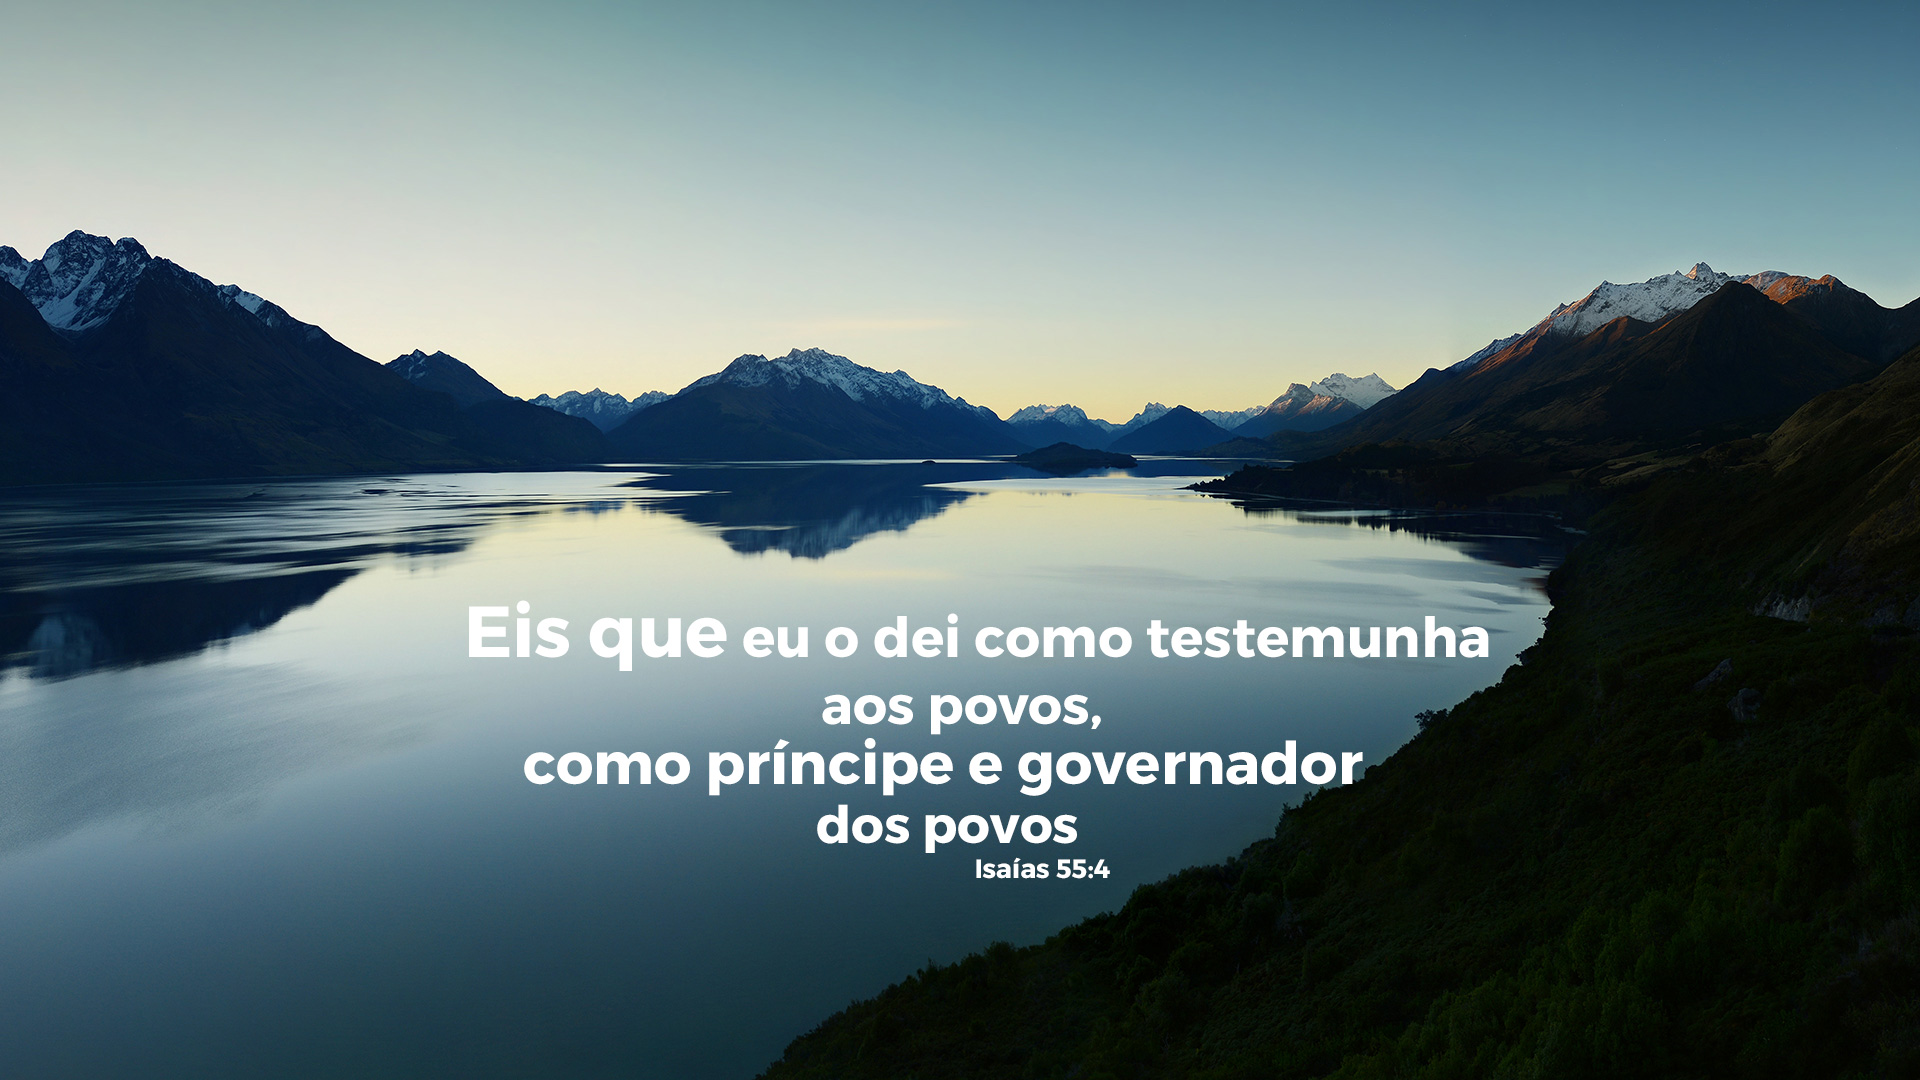 Eis que eu o dei como testemunha
aos povos,
como príncipe e governador
dos povos
Isaías 55:4